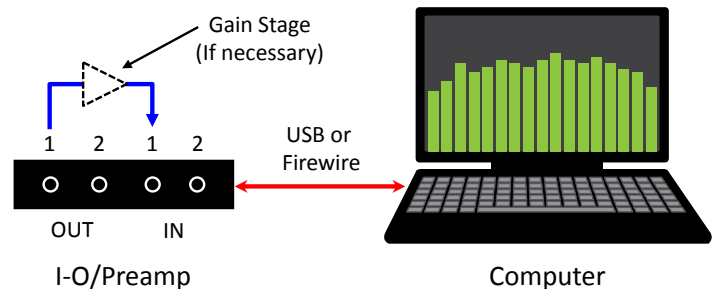 Gain Stage
(If necessary)
1 2 1 2
USB or
Firewire
OUT IN
I-O/Preamp
Computer